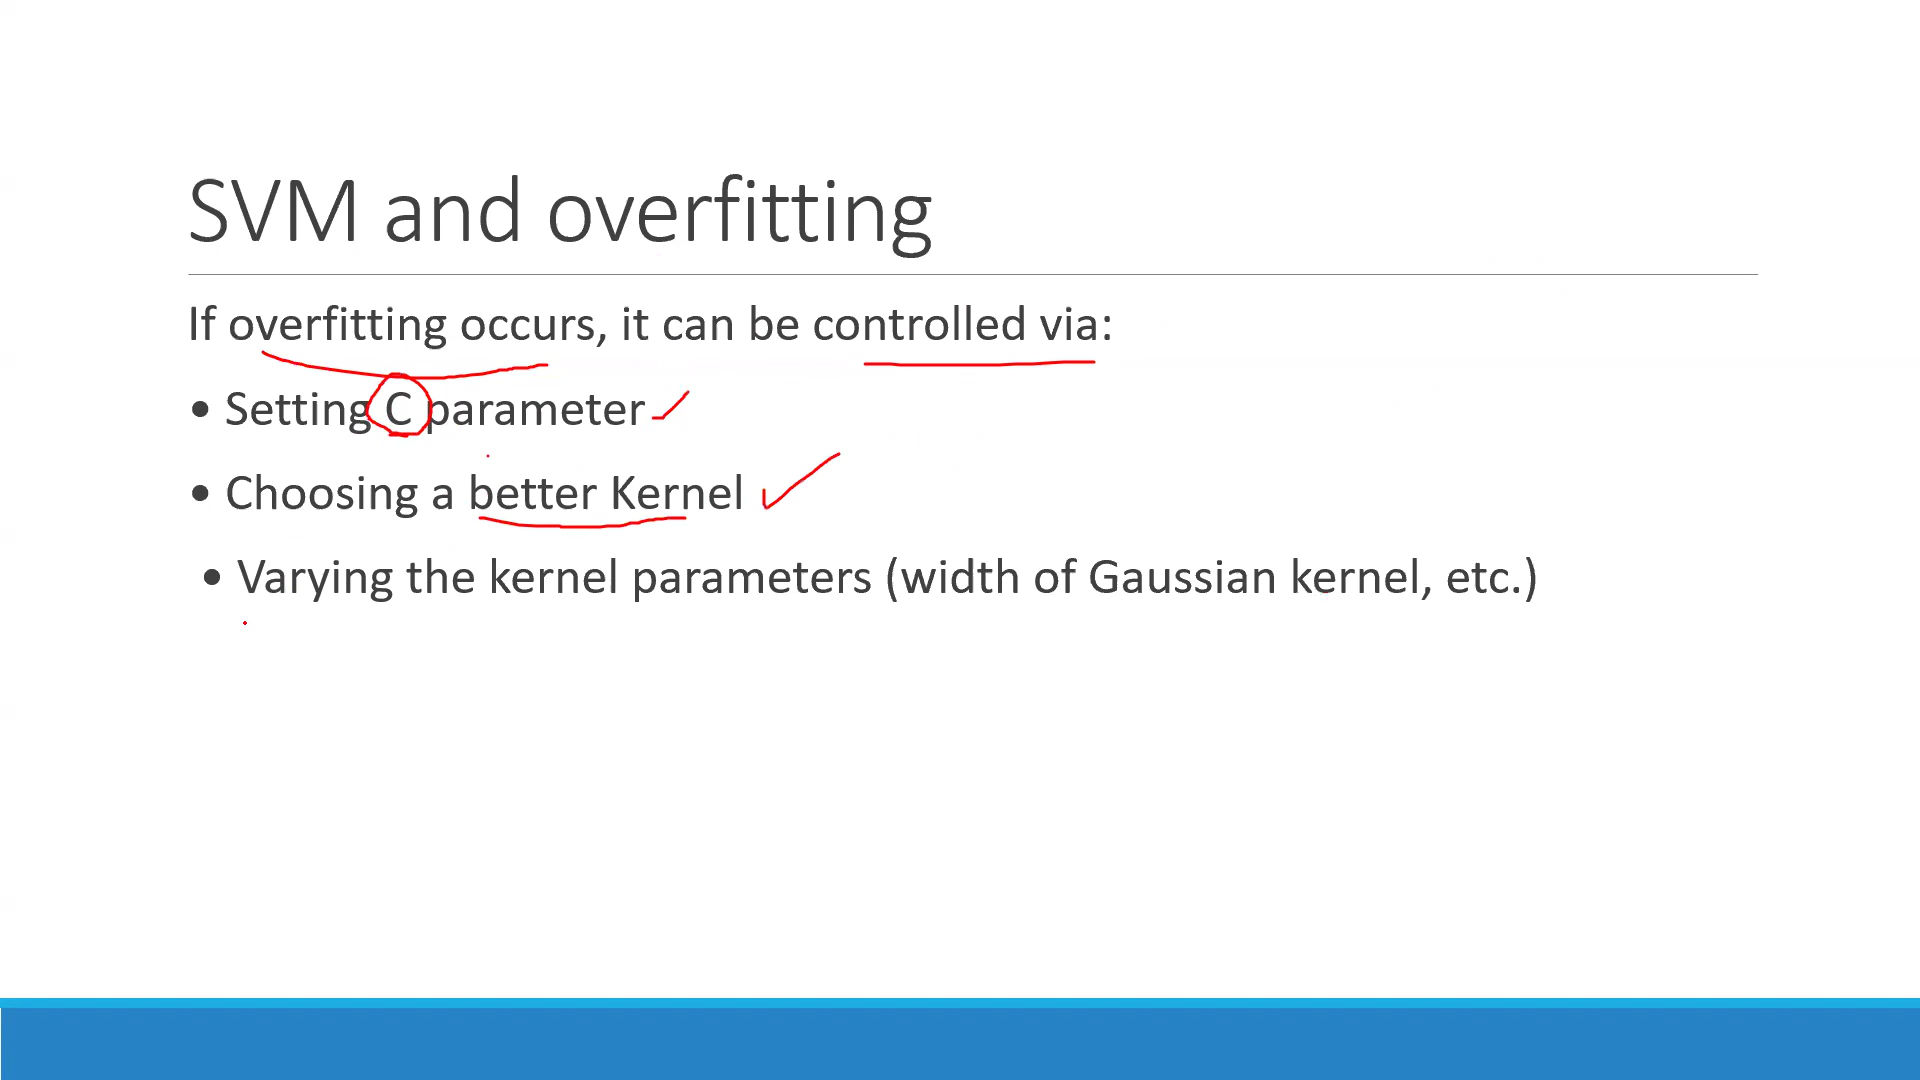 SVM and overfitting
If overfitting occurs, it can be controlled via:
• Setting C parameter
• Choosing a better Kernel
• Varying the kernel parameters (width of Gaussian kernel, etc.)